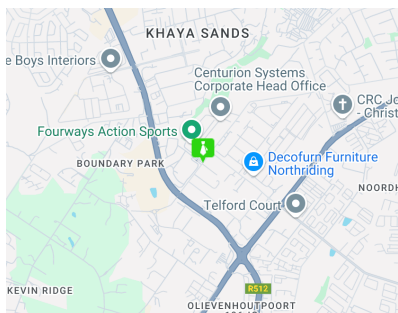 KHAYA SANDS
e Boys Interiors
Centurion Systems
Corporate Head Office
CRC Jo
- Christ
Fourways Action Sports
BOUNDARY PARK
Decofurn Furniture
Northriding
NOORDH
Telford Court
R512
KEVIN RIDGE
OLIEVENHOUTPOORT